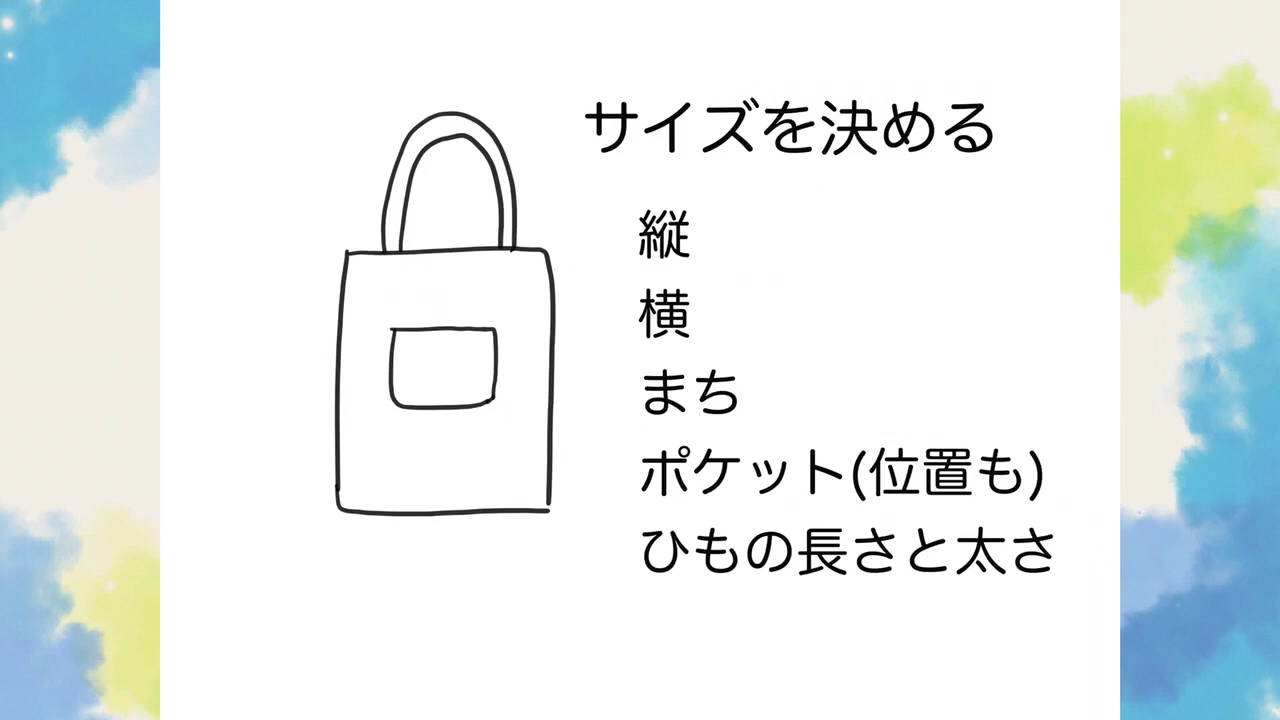 サイズを決める
縦
横
まち
ポケット(位置も)
ひもの長さと太さ